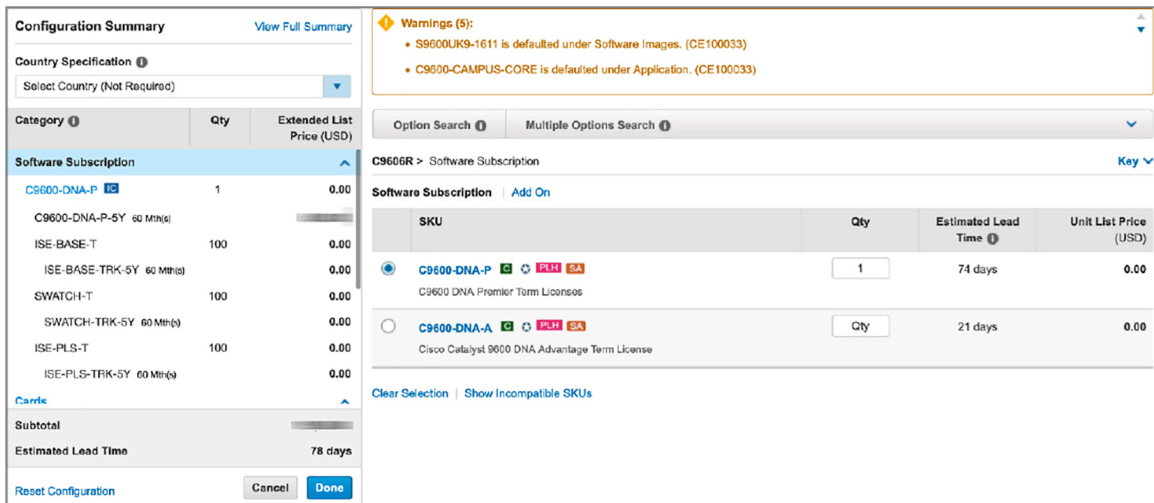 Configuration Summary View Full Summary
Country Specification
Select Country (Not Required)
Category Qty Extended List
Price (USD)
Software Subscription
C9600-DNA-P IC 1 0.00
C9600-DNA-P-5Y 60 Mth(s)
ISE-BASE-T 100 0.00
ISE-BASE-TRK-5Y 60 Mth(s) 0.00
SWATCH-T 100 0.00
SWATCH-TRK-5Y 60 Mth(s) 0.00
ISE-PLS-T 100 0.00
ISE-PLS-TRK-5Y 60 Mth(s) 0.00
Cards
Subtotal
Estimated Lead Time 78 days
Reset Configuration Cancel Done
Warnings (5):
• S9600UK9-1611 is defaulted under Software Images. (CE100033)
• C9600-CAMPUS-CORE is defaulted under Application. (CE100033)
Option Search Multiple Options Search
C9606R > Software Subscription Key
Software Subscription | Add On
SKU Qty Estimated Lead Unit List Price
Time (USD)
C9600-DNA-P C PLH SA 1 74 days 0.00
C9600 DNA Premier Term Licenses
C9600-DNA-A C PLH SA Qty 21 days 0.00
Cisco Catalyst 9600 DNA Advantage Term License
Clear Selection | Show Incompatible SKUs